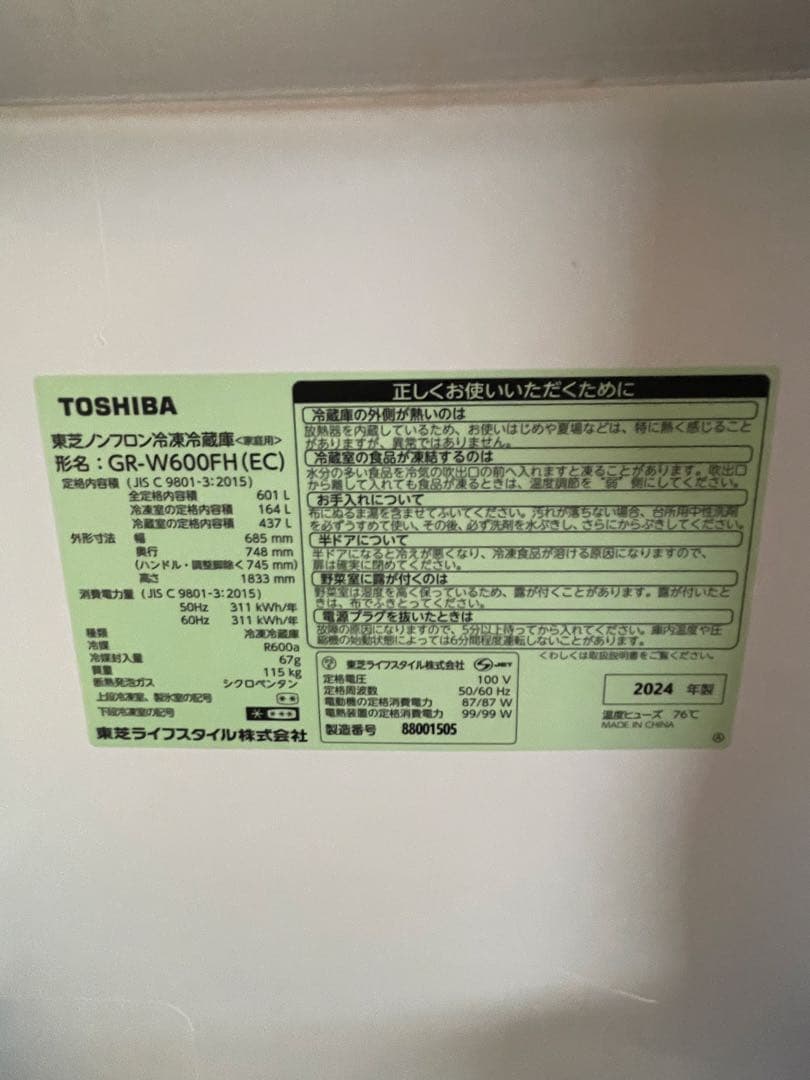 TOSHIBA
東芝ノンフロン冷凍冷蔵庫<家庭用>
形名：GR-W600FH(EC)
定格内容積 (JIS C 9801-3:2015)
全定格内容積 601 L
冷凍室の定格内容積 164 L
冷蔵室の定格内容積 437 L
外形寸法 幅 685 mm
奥行 748 mm
(ハンドル・調整脚除く745 mm)
高さ 1833 mm
消費電力量 (JIS C 9801-3:2015)
50Hz 311 kWh/年
60Hz 311 kWh/年
種類 冷凍冷蔵庫
冷媒 R600a
冷媒封入量 67g
質量 115 kg
断熱発泡ガス シクロペンタン
上段冷凍室、製氷室の記号
下段冷凍室の記号
東芝ライフスタイル株式会社
正しくお使いいただくために
冷蔵庫の外側が熱いのは
放熱器を内蔵しているため、お使いはじめや夏場などは、特に熱く感じること
がありますが、異常ではありません。
冷蔵室の食品が凍結するのは
水分の多い食品を冷気の吹出口の前へ入れますと凍ることがあります。吹出口
から離して入れても食品が凍るときは、温度調節を“弱”側にしてください。
お手入れについて
布にぬるま湯を含ませてふいてください。汚れが落ちない場合、台所用中性洗剤
を必ずうすめて使い、その後、必ず洗剤を水ぶきし、さらにからぶきしてください。
半ドアについて
半ドアになると冷えが悪くなり、冷凍食品が溶ける原因になりますので、
扉は確実に閉めてください。
野菜室に露が付くのは
野菜室は湿度を高く保っているため、露が付くことがあります。露が付いたと
きは、布でふきとってください。
電源プラグを抜いたときは
故障の原因になりますので、5分以上待ってから入れてください。庫内温度や圧
縮機の始動状態によっては6分間程度運転しないことがあります。
くわしくは取扱説明書をご覧ください。
東芝ライフスタイル株式会社 S JET
定格電圧 100 V
定格周波数 50/60 Hz
電動機の定格消費電力 87/87 W
電熱装置の定格消費電力 99/99 W
製造番号 88001505
2024 年製
温度ヒューズ 76℃
MADE IN CHINA